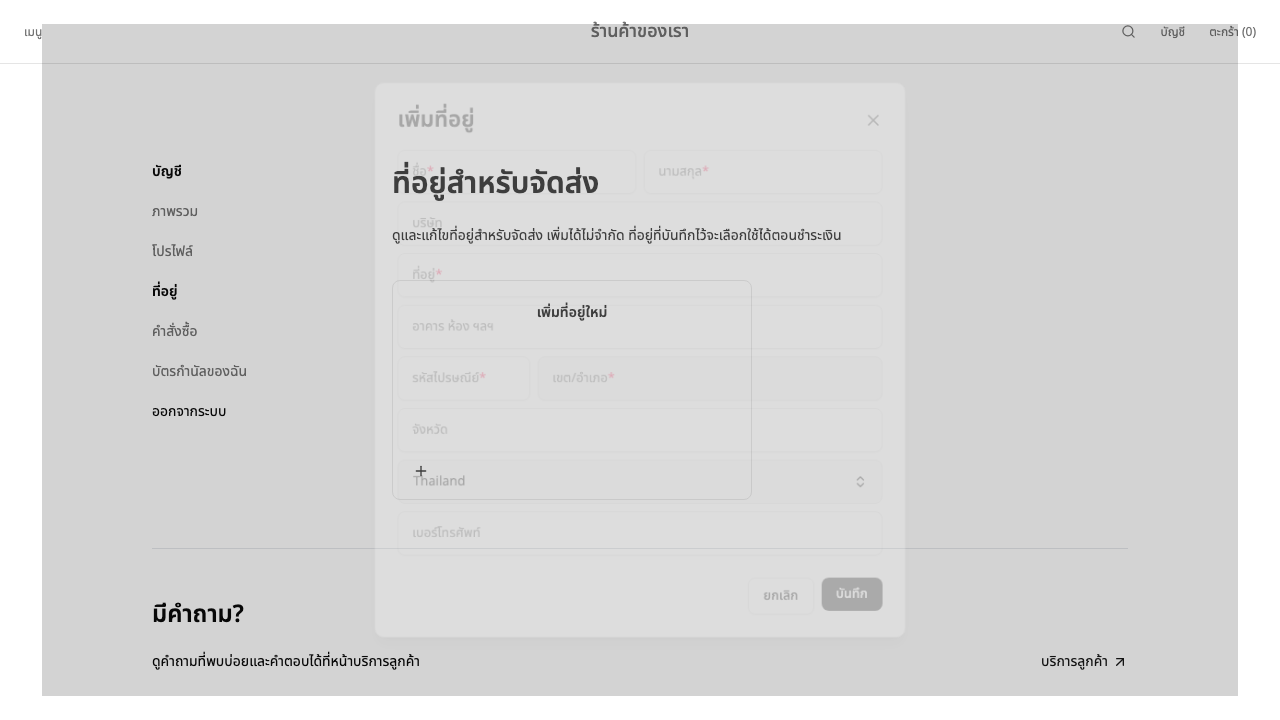 เมนู
ร้านค้าของเรา
บัญชี
ตะกร้า (0)
บัญชี
ภาพรวม
โปรไฟล์
ที่อยู่
คำสั่งซื้อ
บัตรกำนัลของฉัน
ออกจากระบบ
ที่อยู่สำหรับจัดส่ง
ดูและแก้ไขที่อยู่สำหรับจัดส่ง เพิ่มได้ไม่จำกัด ที่อยู่ที่บันทึกไว้จะเลือกใช้ได้ตอนชำระเงิน
เพิ่มที่อยู่ใหม่
เพิ่มที่อยู่
ชื่อ*
นามสกุล*
บริษัท
ที่อยู่*
อาคาร ห้อง ฯลฯ
รหัสไปรษณีย์*
เขต/อำเภอ*
จังหวัด
Thailand
เบอร์โทรศัพท์
ยกเลิก
บันทึก
มีคำถาม?
ดูคำถามที่พบบ่อยและคำตอบได้ที่หน้าบริการลูกค้า
บริการลูกค้า